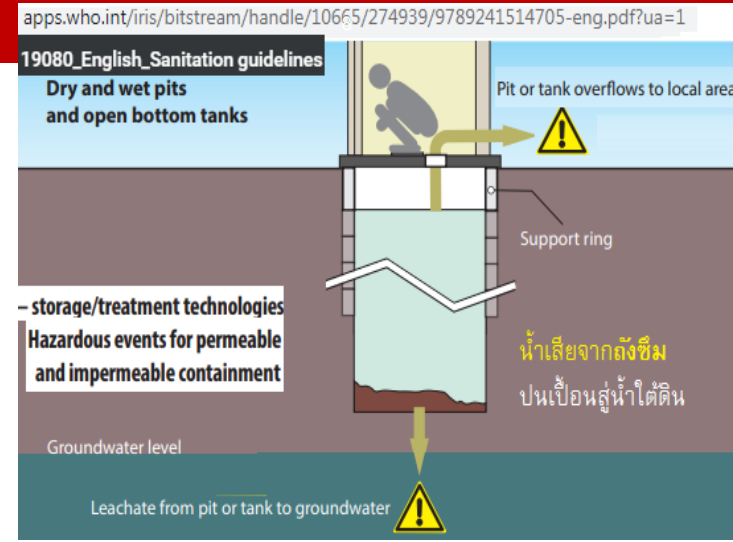 apps.who.int/iris/bitstream/handle/10665/274939/9789241514705-eng.pdf?ua=1
19080_English_Sanitation guidelines
Dry and wet pits
and open bottom tanks
Pit or tank overflows to local area
Support ring
– storage/treatment technologies
Hazardous events for permeable
and impermeable containment
น้ำเสียจากถังซึม
ปนเปื้อนสู่น้ำใต้ดิน
Groundwater level
Leachate from pit or tank to groundwater